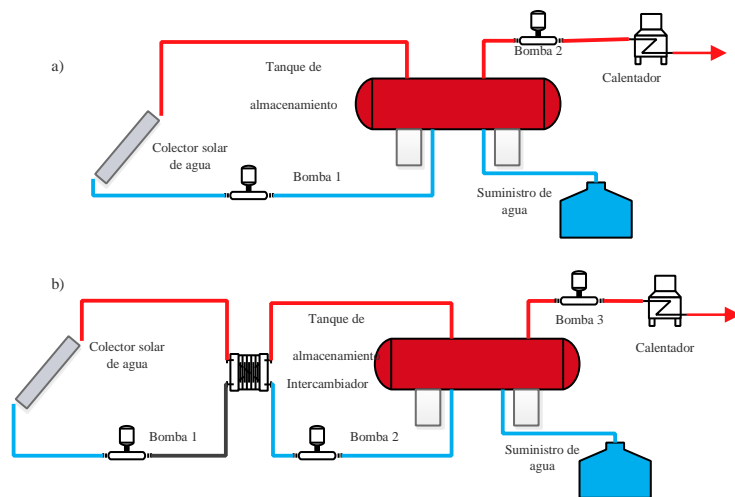 a)
Bomba 2
Tanque de
almacenamiento
Calentador
Colector solar
de agua
Bomba 1
Suministro de
agua
b)
Tanque de
almacenamiento
Bomba 3
Colector solar
de agua
Calentador
Intercambiador
Bomba 1
Bomba 2
Suministro de
agua